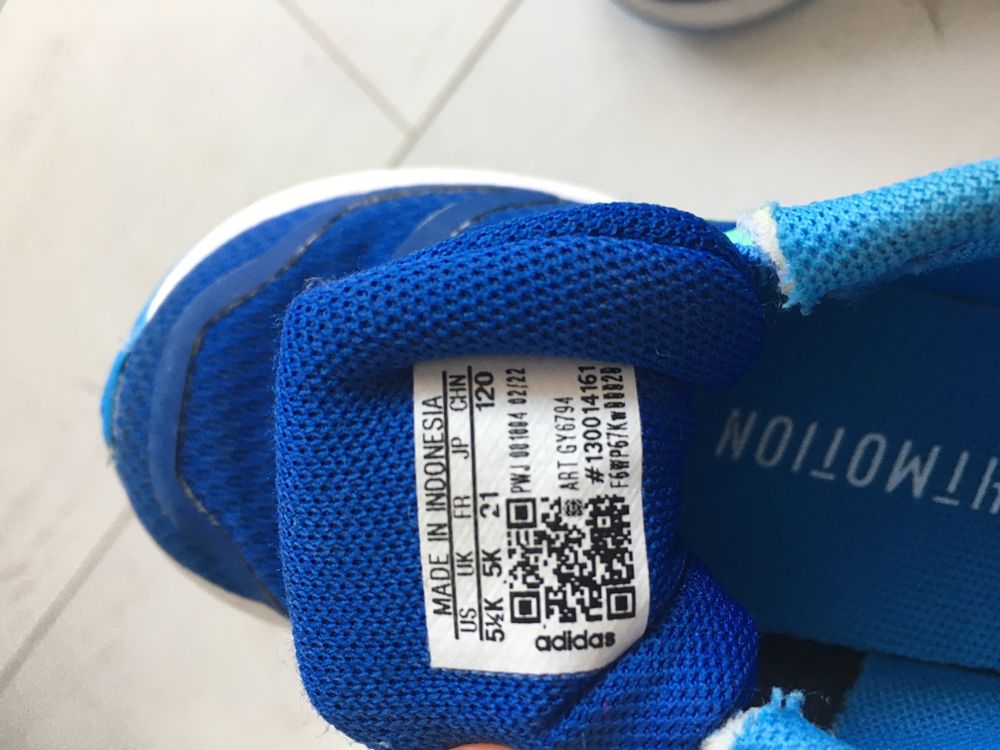 MADE IN INDONESIA
US UK FR JP CHN
5½K 5K 21 120
PWJ 001004 02/22
ART GY6794
#130014161
adidas
HTMOTION